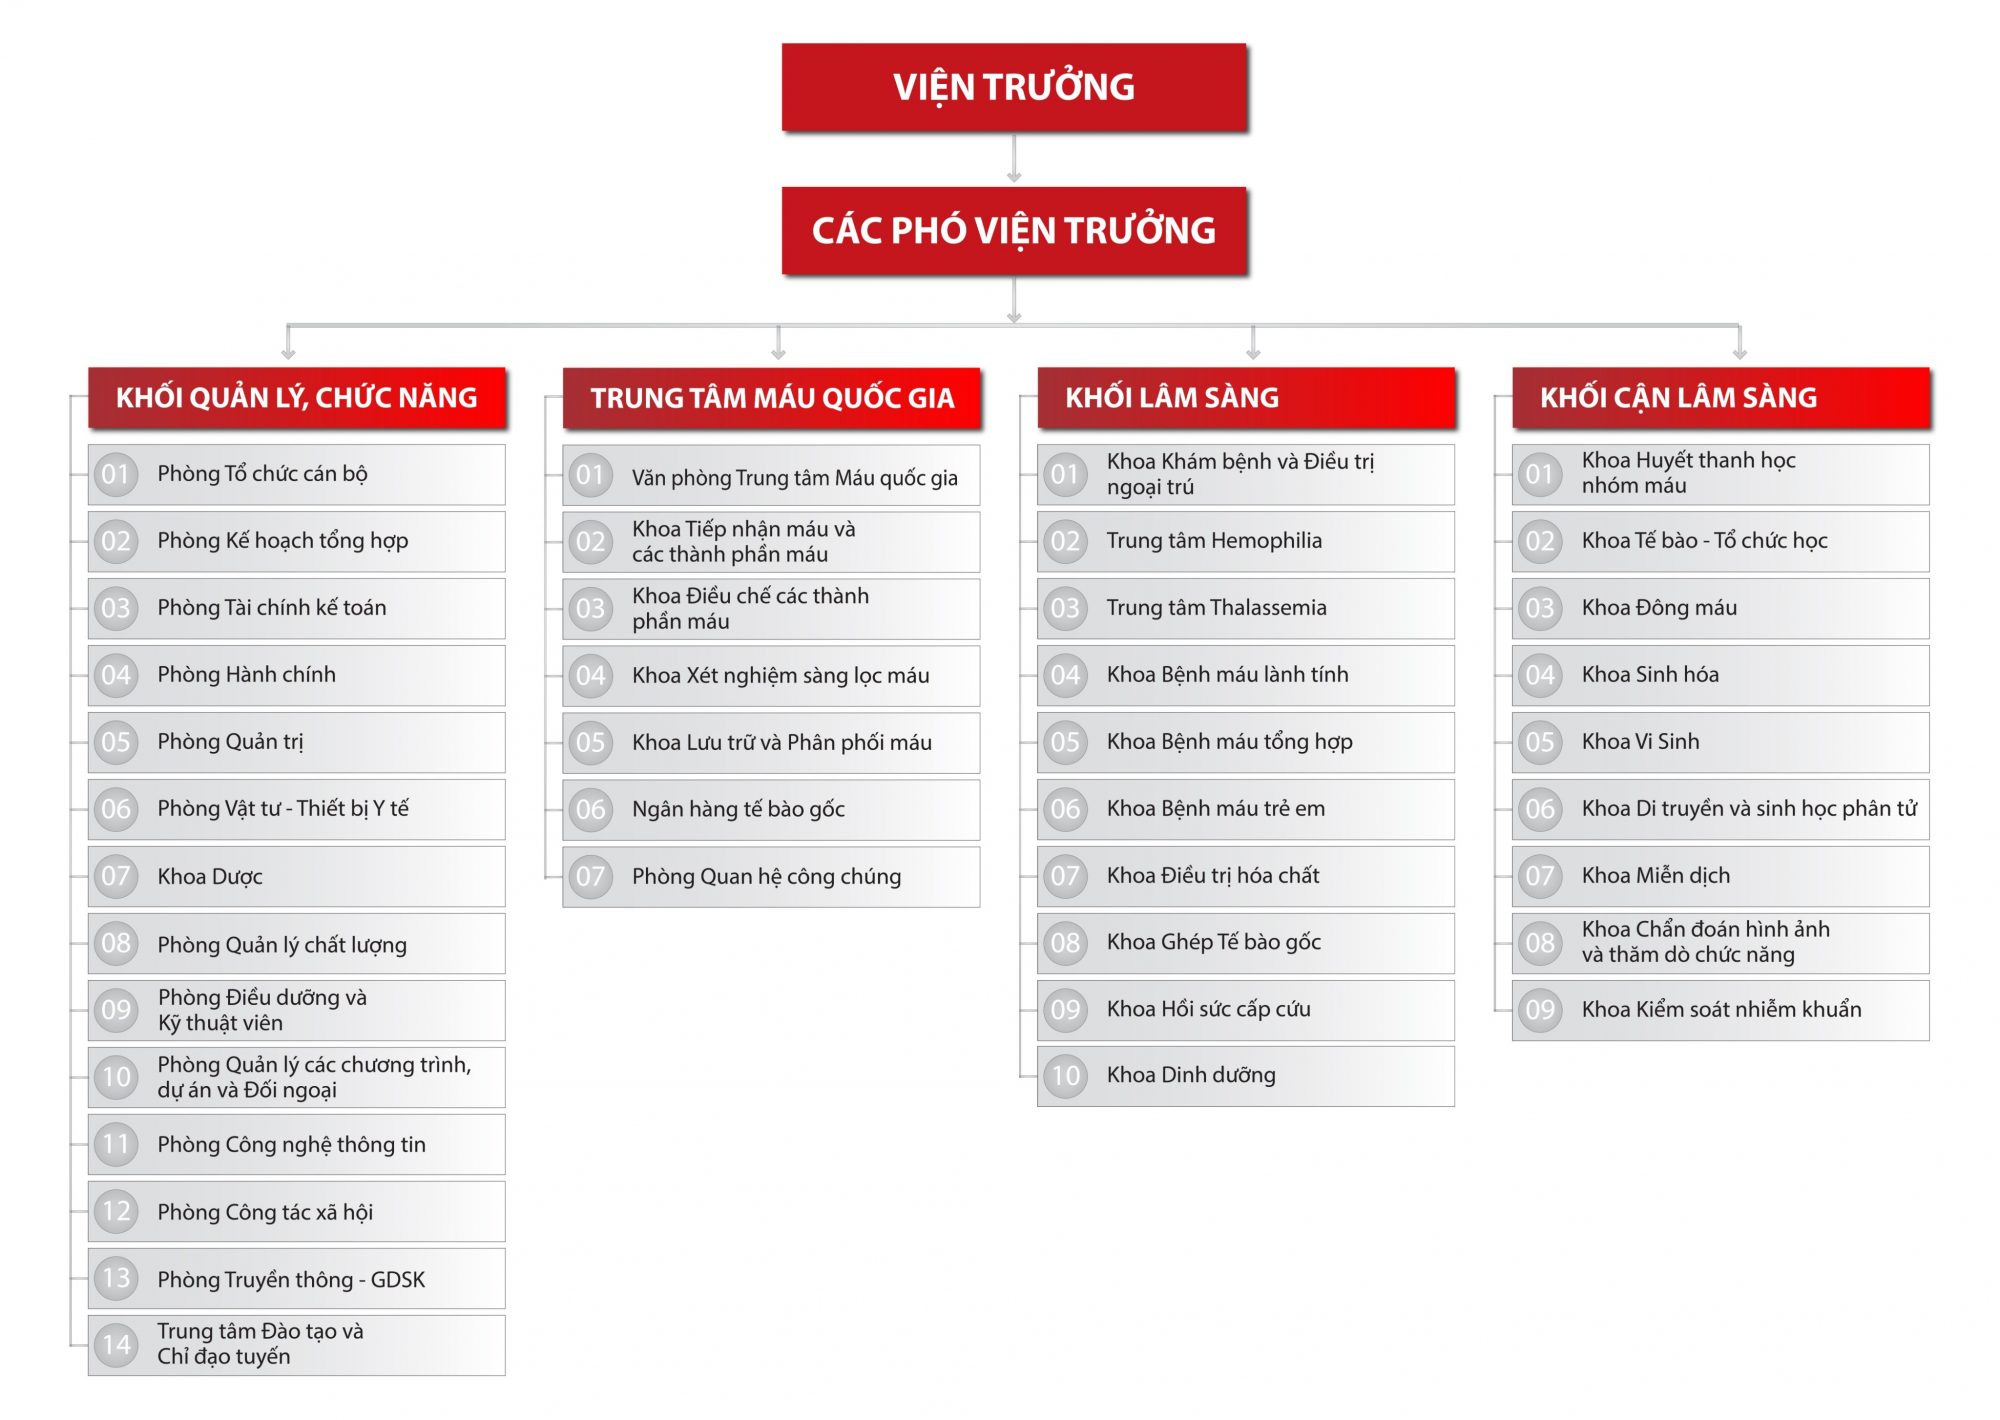 VIỆN TRƯỞNG
CÁC PHÓ VIỆN TRƯỞNG
KHỐI QUẢN LÝ, CHỨC NĂNG
01 Phòng Tổ chức cán bộ
02 Phòng Kế hoạch tổng hợp
03 Phòng Tài chính kế toán
04 Phòng Hành chính
05 Phòng Quản trị
06 Phòng Vật tư - Thiết bị Y tế
07 Khoa Dược
08 Phòng Quản lý chất lượng
09 Phòng Điều dưỡng và
Kỹ thuật viên
10 Phòng Quản lý các chương trình,
dự án và Đối ngoại
11 Phòng Công nghệ thông tin
12 Phòng Công tác xã hội
13 Phòng Truyền thông - GDSK
14 Trung tâm Đào tạo và
Chỉ đạo tuyến
TRUNG TÂM MÁU QUỐC GIA
01 Văn phòng Trung tâm Máu quốc gia
02 Khoa Tiếp nhận máu và
các thành phần máu
03 Khoa Điều chế các thành
phần máu
04 Khoa Xét nghiệm sàng lọc máu
05 Khoa Lưu trữ và Phân phối máu
06 Ngân hàng tế bào gốc
07 Phòng Quan hệ công chúng
KHỐI LÂM SÀNG
01 Khoa Khám bệnh và Điều trị
ngoại trú
02 Trung tâm Hemophilia
03 Trung tâm Thalassemia
04 Khoa Bệnh máu lành tính
05 Khoa Bệnh máu tổng hợp
06 Khoa Bệnh máu trẻ em
07 Khoa Điều trị hóa chất
08 Khoa Ghép Tế bào gốc
09 Khoa Hồi sức cấp cứu
10 Khoa Dinh dưỡng
KHỐI CẬN LÂM SÀNG
01 Khoa Huyết thanh học
nhóm máu
02 Khoa Tế bào - Tổ chức học
03 Khoa Đông máu
04 Khoa Sinh hóa
05 Khoa Vi Sinh
06 Khoa Di truyền và sinh học phân tử
07 Khoa Miễn dịch
08 Khoa Chẩn đoán hình ảnh
và thăm dò chức năng
09 Khoa Kiểm soát nhiễm khuẩn